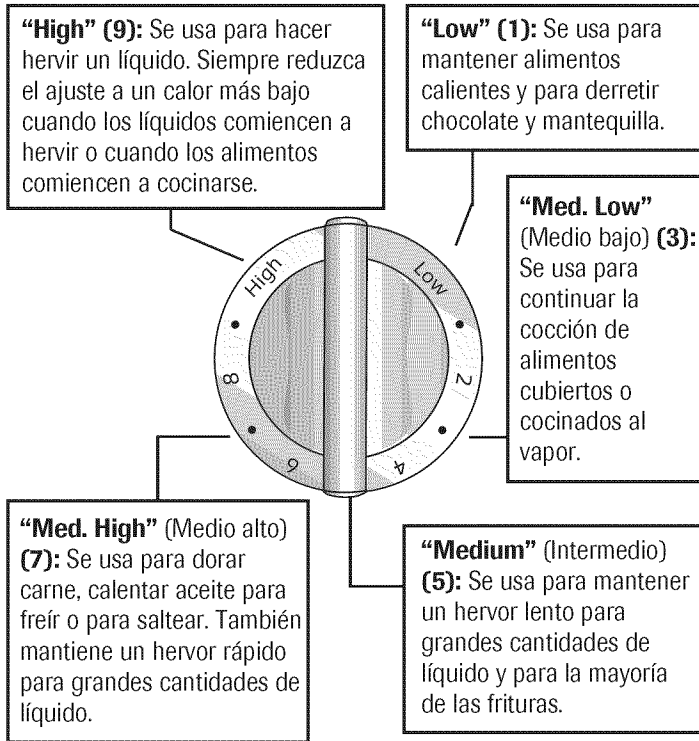 “High” (9): Se usa para hacer
hervir un líquido. Siempre reduzca
el ajuste a un calor más bajo
cuando los líquidos comiencen a
hervir o cuando los alimentos
comiencen a cocinarse.
“Low” (1): Se usa para
mantener alimentos
calientes y para derretir
chocolate y mantequilla.
“Med. Low”
(Medio bajo) (3):
Se usa para
continuar la
cocción de
alimentos
cubiertos o
cocinados al
vapor.
High
Low
2
4
6
8
“Med. High” (Medio alto)
(7): Se usa para dorar
carne, calentar aceite para
freír o para saltear. También
mantiene un hervor rápido
para grandes cantidades de
líquido.
“Medium” (Intermedio)
(5): Se usa para mantener
un hervor lento para
grandes cantidades de
líquido y para la mayoría
de las frituras.